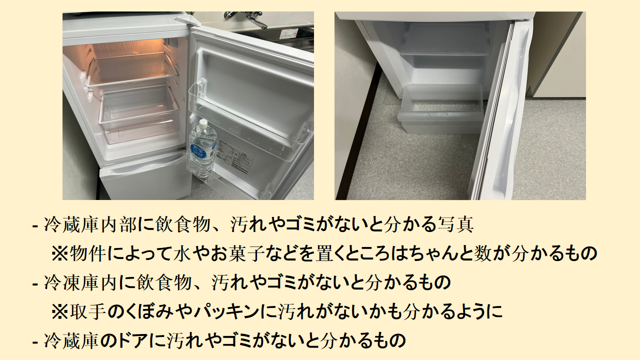 - 冷蔵庫内部に飲食物、汚れやゴミがないと分かる写真
※物件によって水やお菓子などを置くところはちゃんと数が分かるもの
- 冷凍庫内に飲食物、汚れやゴミがないと分かるもの
※取手のくぼみやパッキンに汚れがないかも分かるように
- 冷蔵庫のドアに汚れやゴミがないと分かるもの